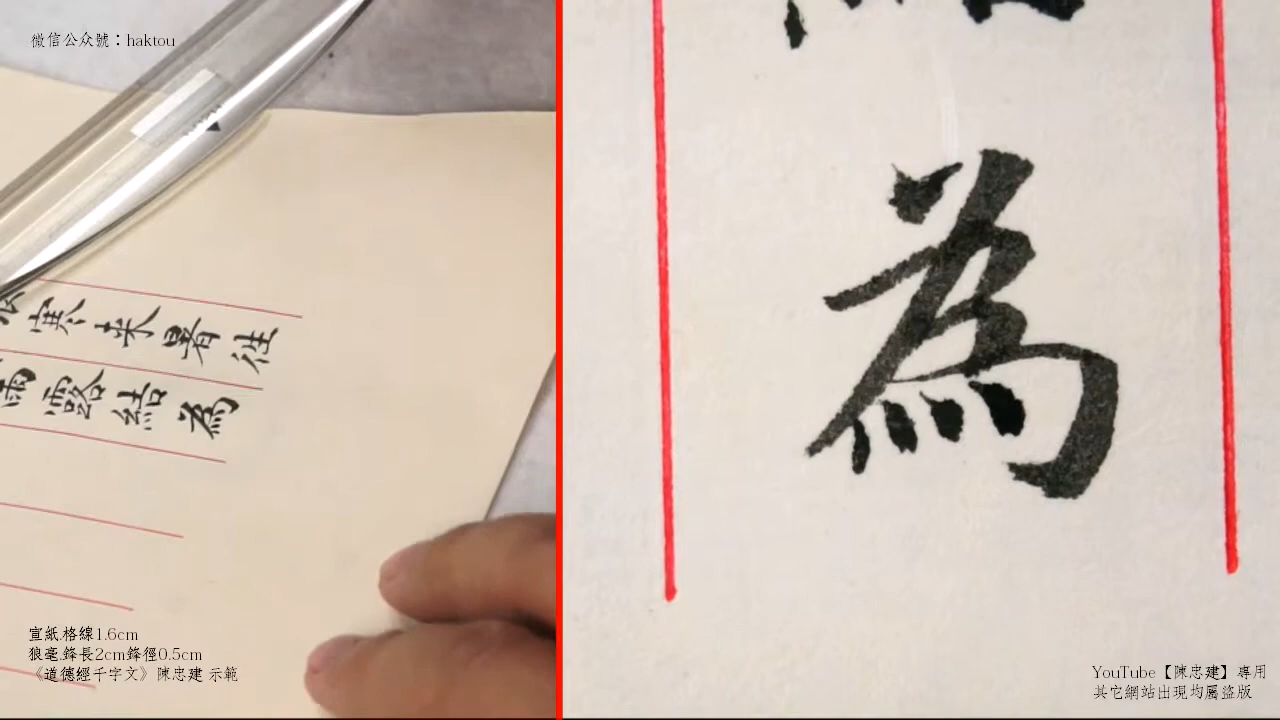 微信公众號：haktou
寒来暑往
雨露結為
宣紙,格線1.6cm
狼毫,鋒長2cm鋒徑0.5cm
《道德經千字文》陳忠建 示範
為
YouTube【陳忠建】專用
其它網站出現均屬盜版